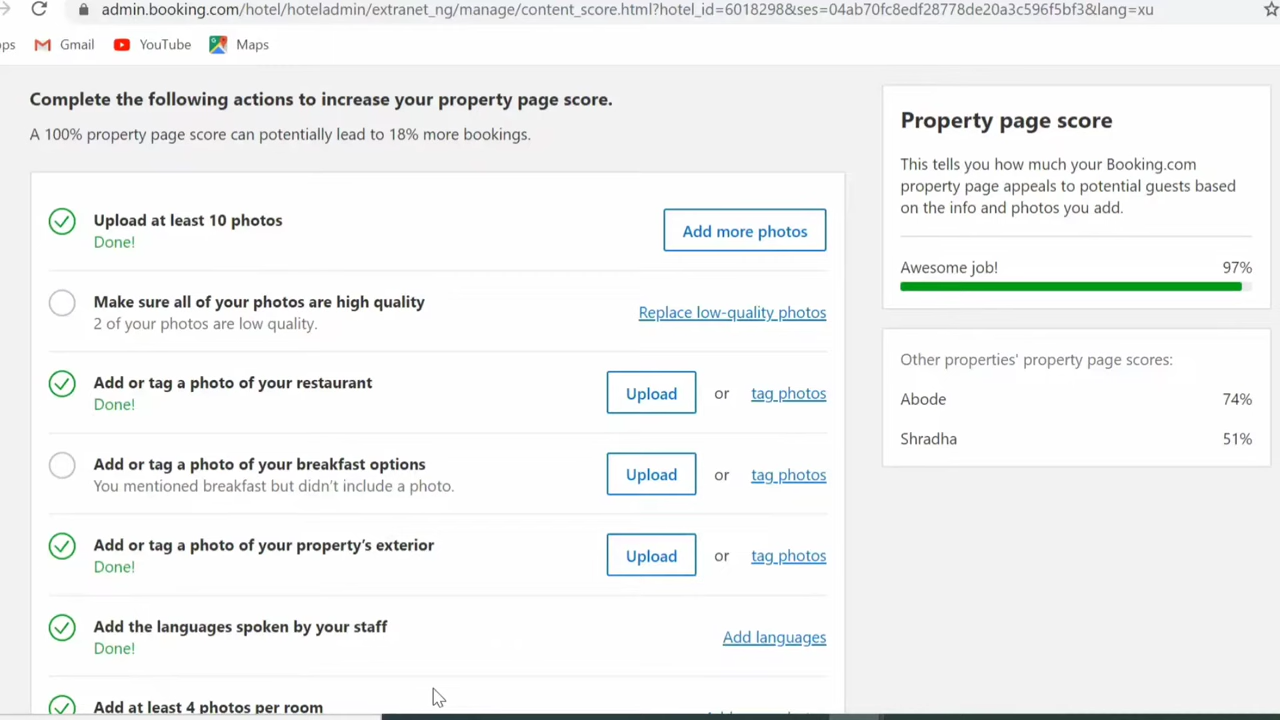 admin.booking.com/hotel/hoteladmin/extranet_ng/manage/content_score.html?hotel_id=6018298&ses=04ab70fc8edf28778de20a3c596f5bf3&lang=xu
Gmail YouTube Maps
Complete the following actions to increase your property page score.
A 100% property page score can potentially lead to 18% more bookings.
Upload at least 10 photos
Done!
Add more photos
Make sure all of your photos are high quality
2 of your photos are low quality.
Replace low-quality photos
Add or tag a photo of your restaurant
Done!
Upload or tag photos
Add or tag a photo of your breakfast options
You mentioned breakfast but didn't include a photo.
Upload or tag photos
Add or tag a photo of your property's exterior
Done!
Upload or tag photos
Add the languages spoken by your staff
Done!
Add languages
Add at least 4 photos per room
Property page score
This tells you how much your Booking.com
property page appeals to potential guests based
on the info and photos you add.
Awesome job! 97%
Other properties' property page scores:
Abode 74%
Shradha 51%